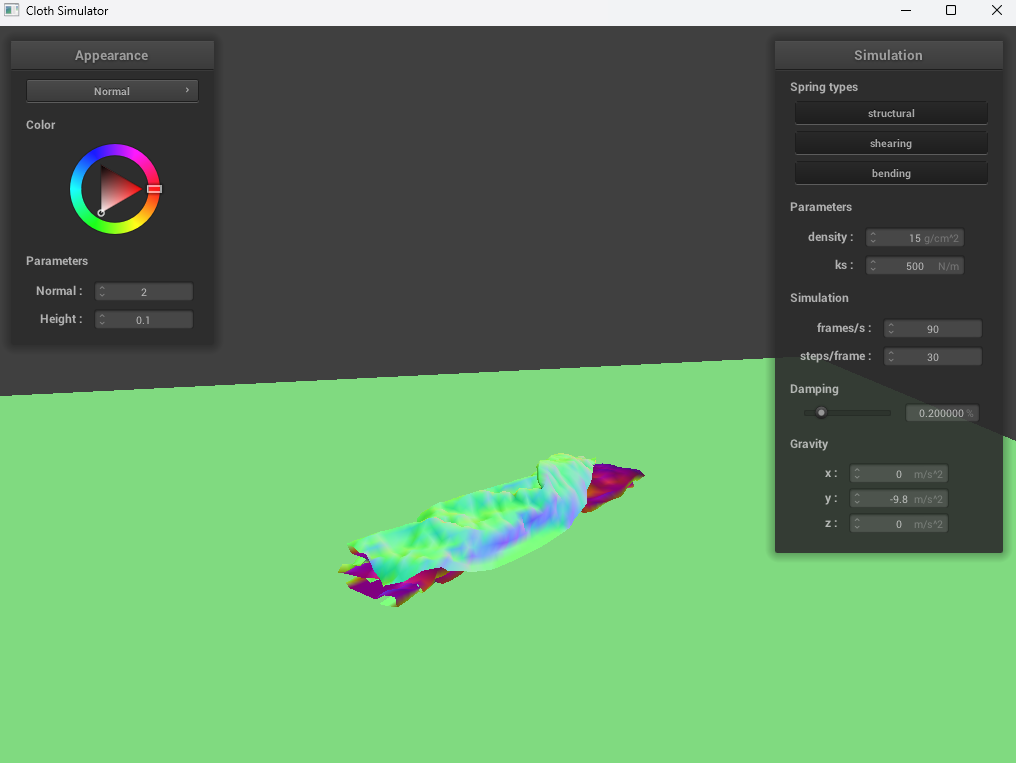 Cloth Simulator
Appearance
Normal
Color
Parameters
Normal : 2
Height : 0.1
Simulation
Spring types
structural
shearing
bending
Parameters
density : 15 g/cm^2
ks : 500 N/m
Simulation
frames/s : 90
steps/frame : 30
Damping
0.200000 %
Gravity
x : 0 m/s^2
y : -9.8 m/s^2
z : 0 m/s^2